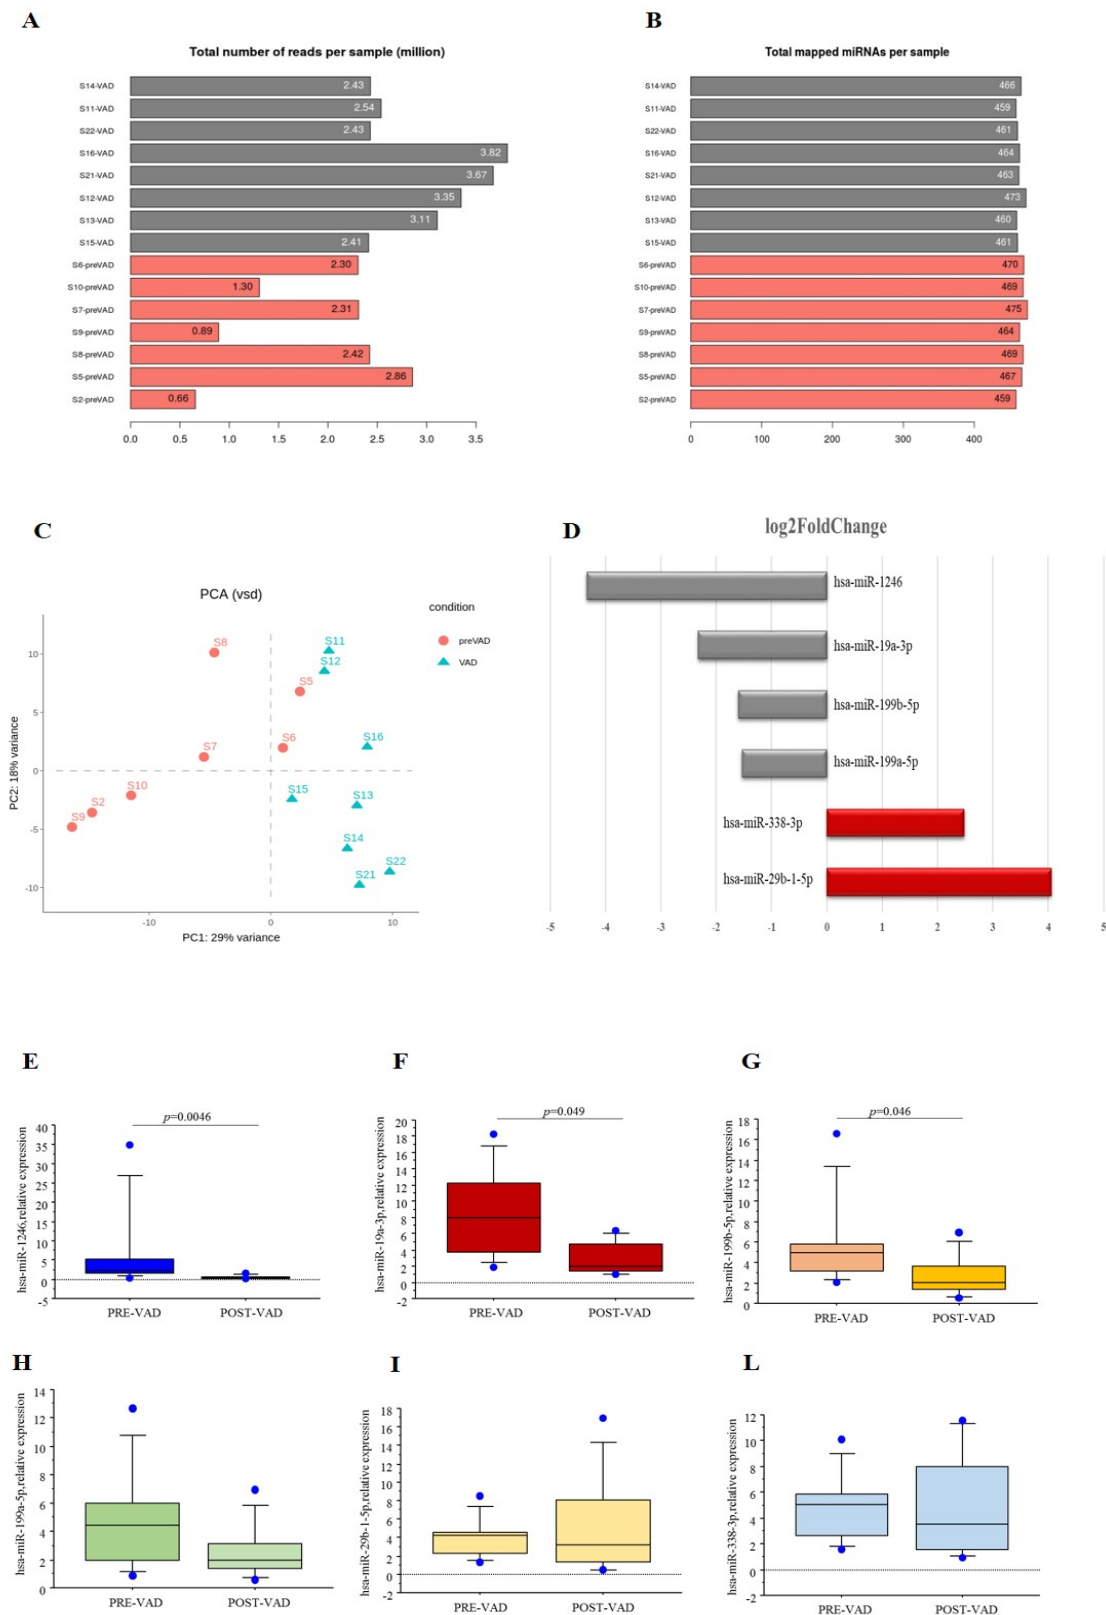 A
B
Total number of reads per sample (million)
Total mapped miRNAs per sample
S14-VAD 2.43
S11-VAD 2.54
S22-VAD 2.43
S16-VAD 3.82
S21-VAD 3.67
S12-VAD 3.35
S13-VAD 3.11
S15-VAD 2.41
S6-preVAD 2.30
S10-preVAD 1.30
S7-preVAD 2.31
S9-preVAD 0.89
S8-preVAD 2.42
S5-preVAD 2.86
S2-preVAD 0.66
0.0 0.5 1.0 1.5 2.0 2.5 3.0 3.5
S14-VAD 466
S11-VAD 459
S22-VAD 461
S16-VAD 464
S21-VAD 463
S12-VAD 473
S13-VAD 460
S15-VAD 461
S6-preVAD 470
S10-preVAD 469
S7-preVAD 475
S9-preVAD 464
S8-preVAD 469
S5-preVAD 467
S2-preVAD 459
0 100 200 300 400
C
PCA (vsd)
condition
preVAD
VAD
PC2: 18% variance
10
5
0
-5
-10
S8
S11
S12
S5
S6
S16
S7
S10
S15
S13
S2
S9
S14
S22
S21
-10 0 10
PC1: 29% variance
D
log2FoldChange
hsa-miR-1246
hsa-miR-19a-3p
hsa-miR-199b-5p
hsa-miR-199a-5p
hsa-miR-338-3p
hsa-miR-29b-1-5p
-5 -4 -3 -2 -1 0 1 2 3 4 5
E
p=0.0046
hsa-miR-1246,relative expression
40
35
30
25
20
15
10
5
0
-5
PRE-VAD POST-VAD
F
p=0.049
hsa-miR-19a-3p,relative expression
20
18
16
14
12
10
8
6
4
2
0
-2
PRE-VAD POST-VAD
G
p=0.046
hsa-miR-199b-5p,relative expression
18
16
14
12
10
8
6
4
2
0
PRE-VAD POST-VAD
H
hsa-miR-199a-5p,relative expression
14
12
10
8
6
4
2
0
PRE-VAD POST-VAD
I
hsa-miR-29b-1-5p,relative expression
18
16
14
12
10
8
6
4
2
0
-2
PRE-VAD POST-VAD
L
hsa-miR-338-3p,relative expression
12
10
8
6
4
2
0
-2
PRE-VAD POST-VAD